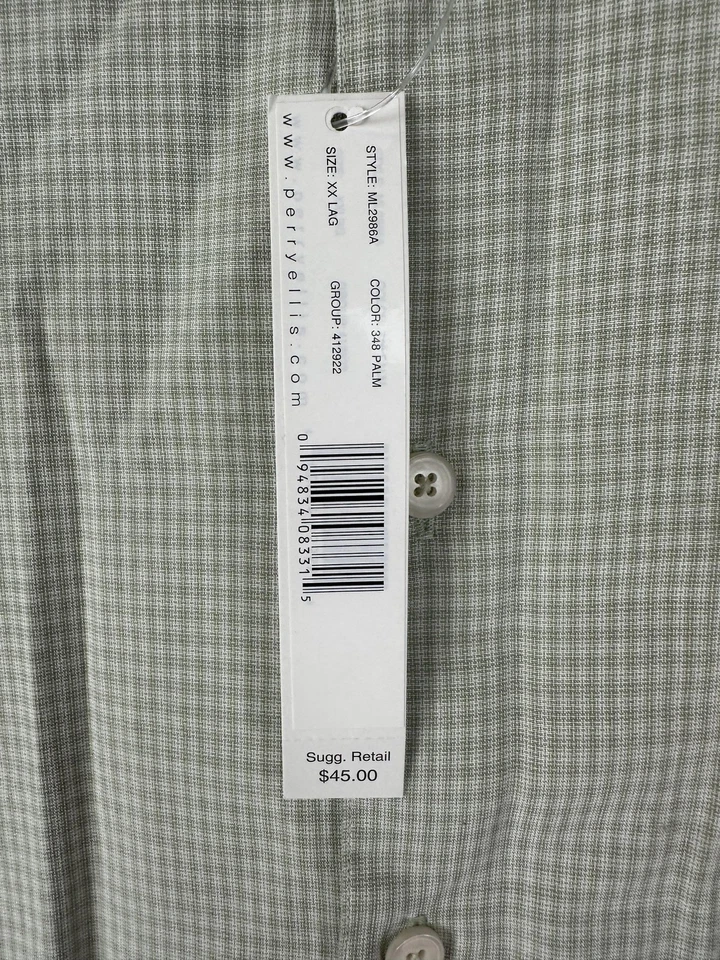 STYLE: ML2986A COLOR: 348 PALM
SIZE: XX LAG GROUP: 412922
www.perryellis.com
0 94834 08331 5
Sugg. Retail
$45.00